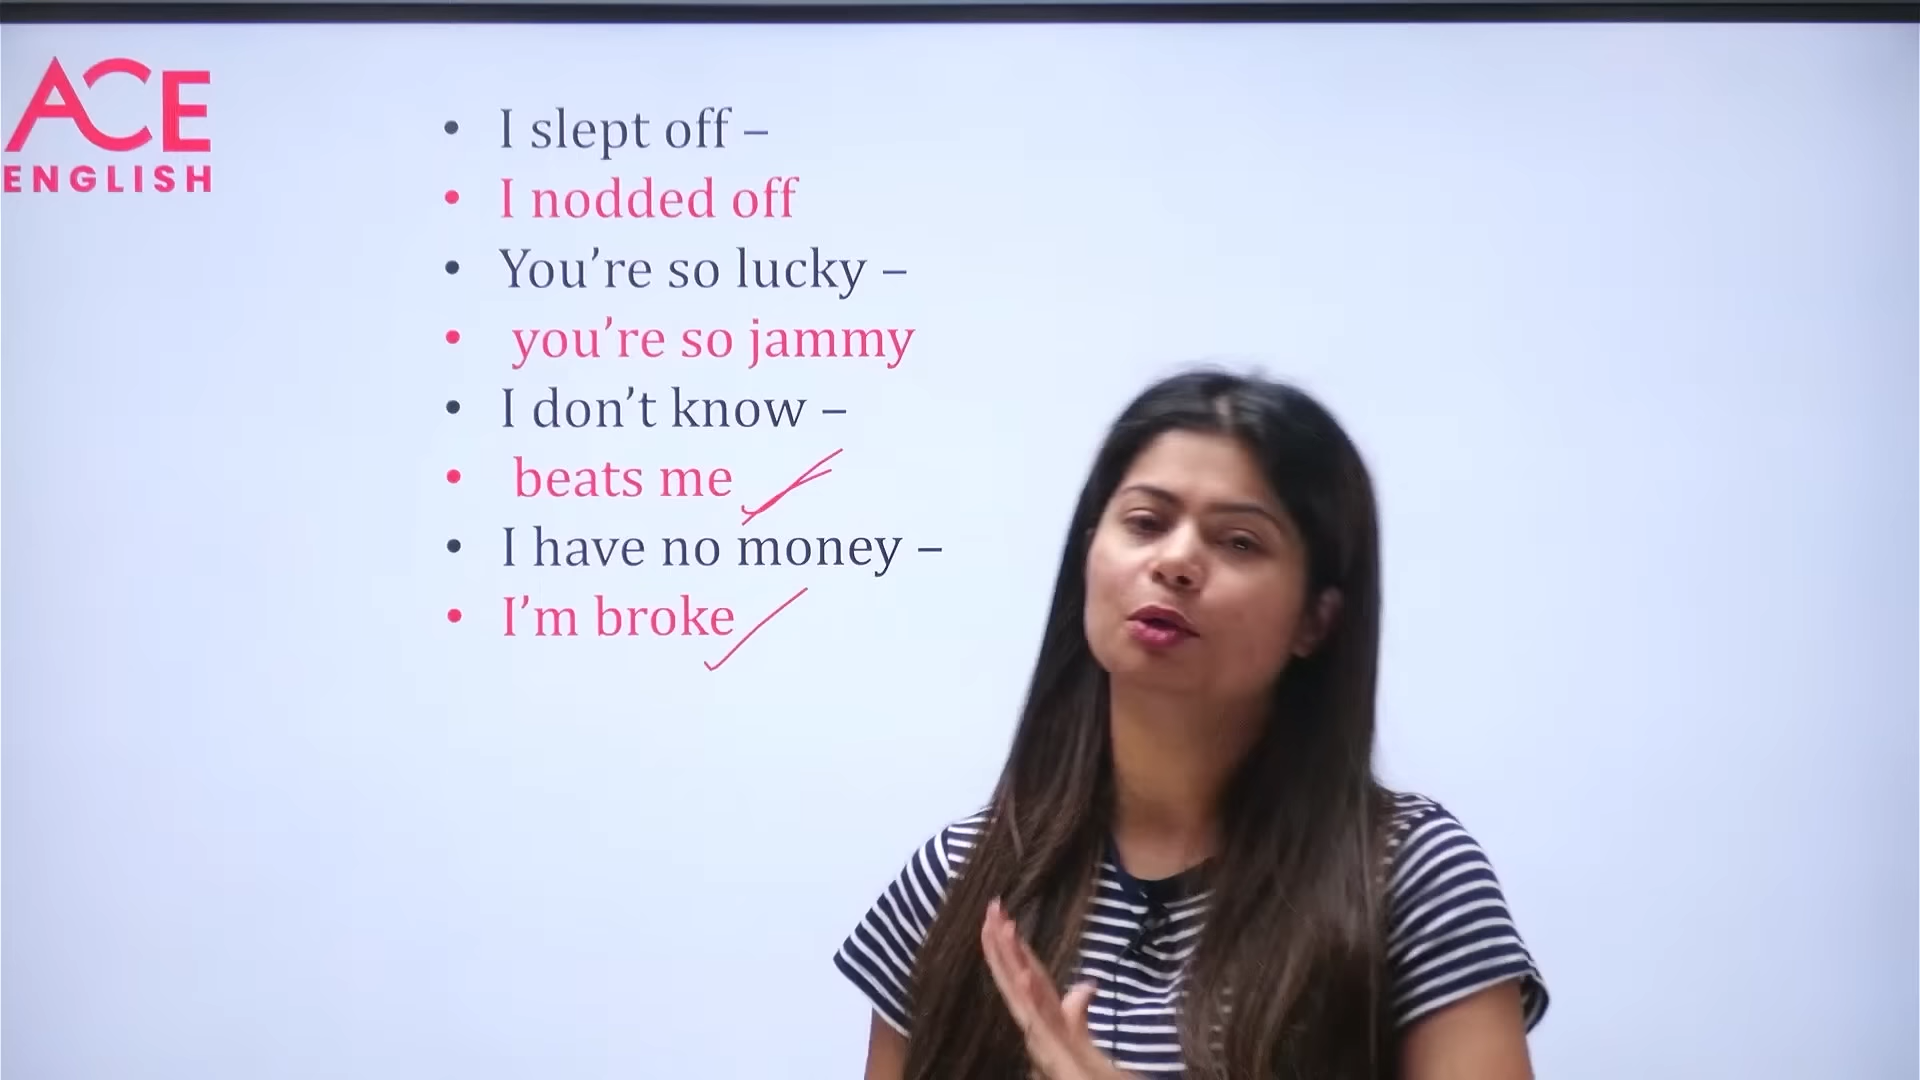 ACE
ENGLISH
• I slept off –
• I nodded off
• You’re so lucky –
• you’re so jammy
• I don’t know –
• beats me
• I have no money –
• I’m broke